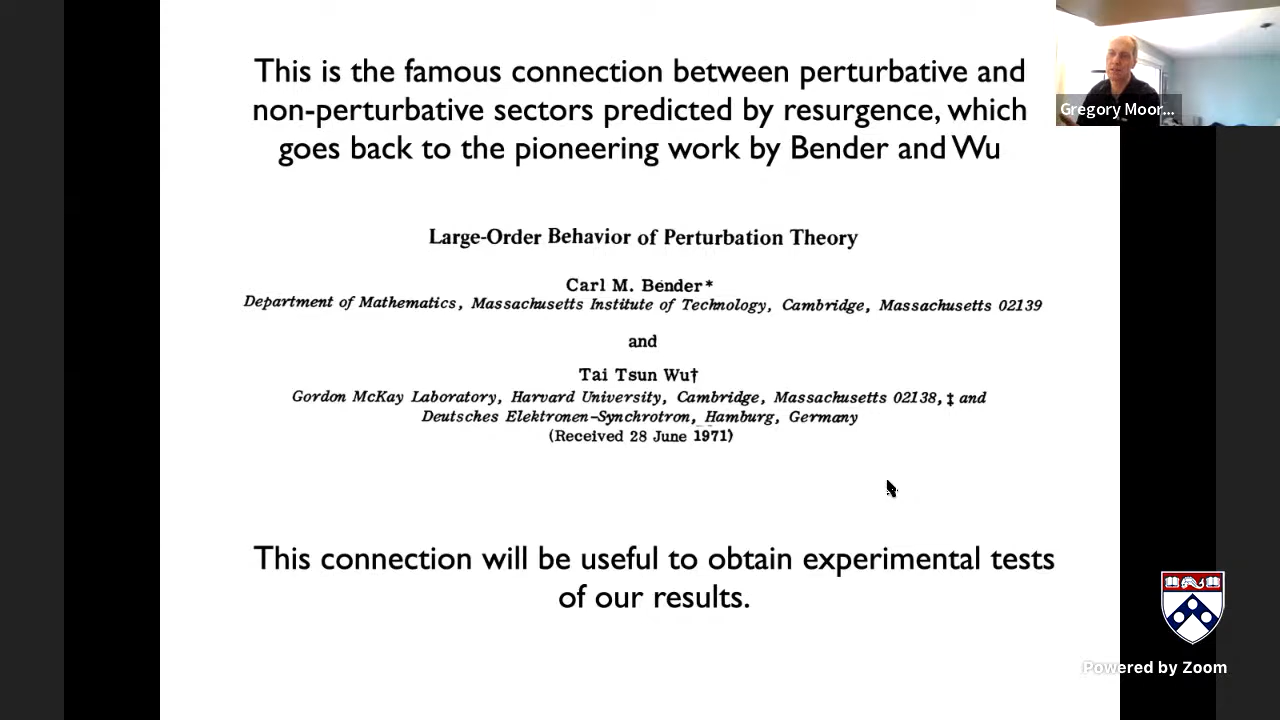 This is the famous connection between perturbative and
non-perturbative sectors predicted by resurgence, which
goes back to the pioneering work by Bender and Wu
Gregory Moor...
Large-Order Behavior of Perturbation Theory
Carl M. Bender*
Department of Mathematics, Massachusetts Institute of Technology, Cambridge, Massachusetts 02139
and
Tai Tsun Wu†
Gordon McKay Laboratory, Harvard University, Cambridge, Massachusetts 02138,‡ and
Deutsches Elektronen-Synchrotron, Hamburg, Germany
(Received 28 June 1971)
This connection will be useful to obtain experimental tests
of our results.
Powered by Zoom